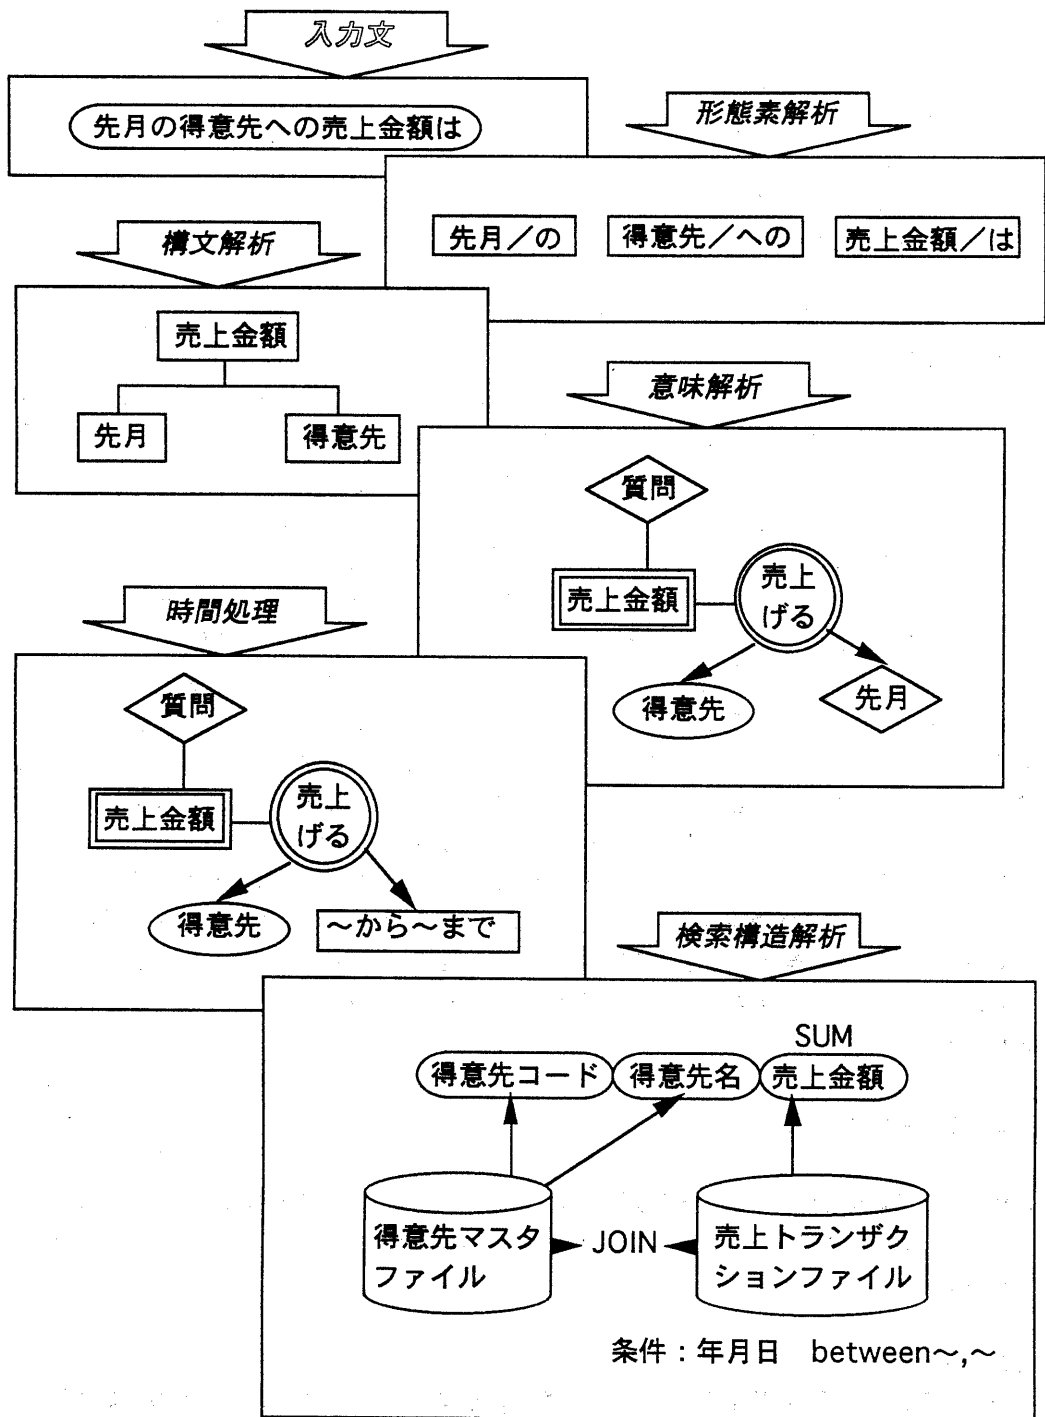 入力文
先月の得意先への売上金額は
形態素解析
先月／の
得意先／への
売上金額／は
構文解析
売上金額
先月
得意先
意味解析
質問
売上金額
売上
げる
得意先
先月
時間処理
質問
売上金額
売上
げる
得意先
～から～まで
検索構造解析
SUM
得意先コード
得意先名
売上金額
得意先マスタ
ファイル
JOIN
売上トランザク
ションファイル
条件：年月日　between～,～